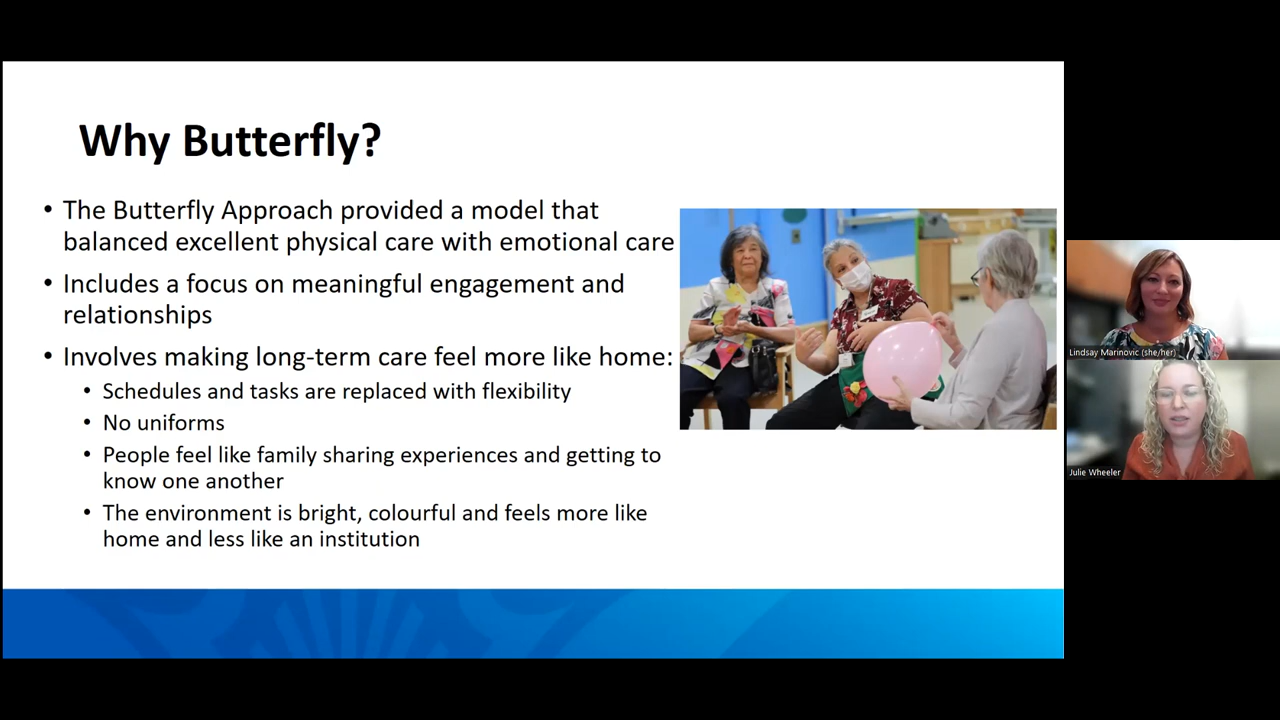 Why Butterfly?
• The Butterfly Approach provided a model that
balanced excellent physical care with emotional care
• Includes a focus on meaningful engagement and
relationships
• Involves making long-term care feel more like home:
• Schedules and tasks are replaced with flexibility
• No uniforms
• People feel like family sharing experiences and getting to
know one another
• The environment is bright, colourful and feels more like
home and less like an institution
Lindsay Marinovic (she/her)
Julie Wheeler